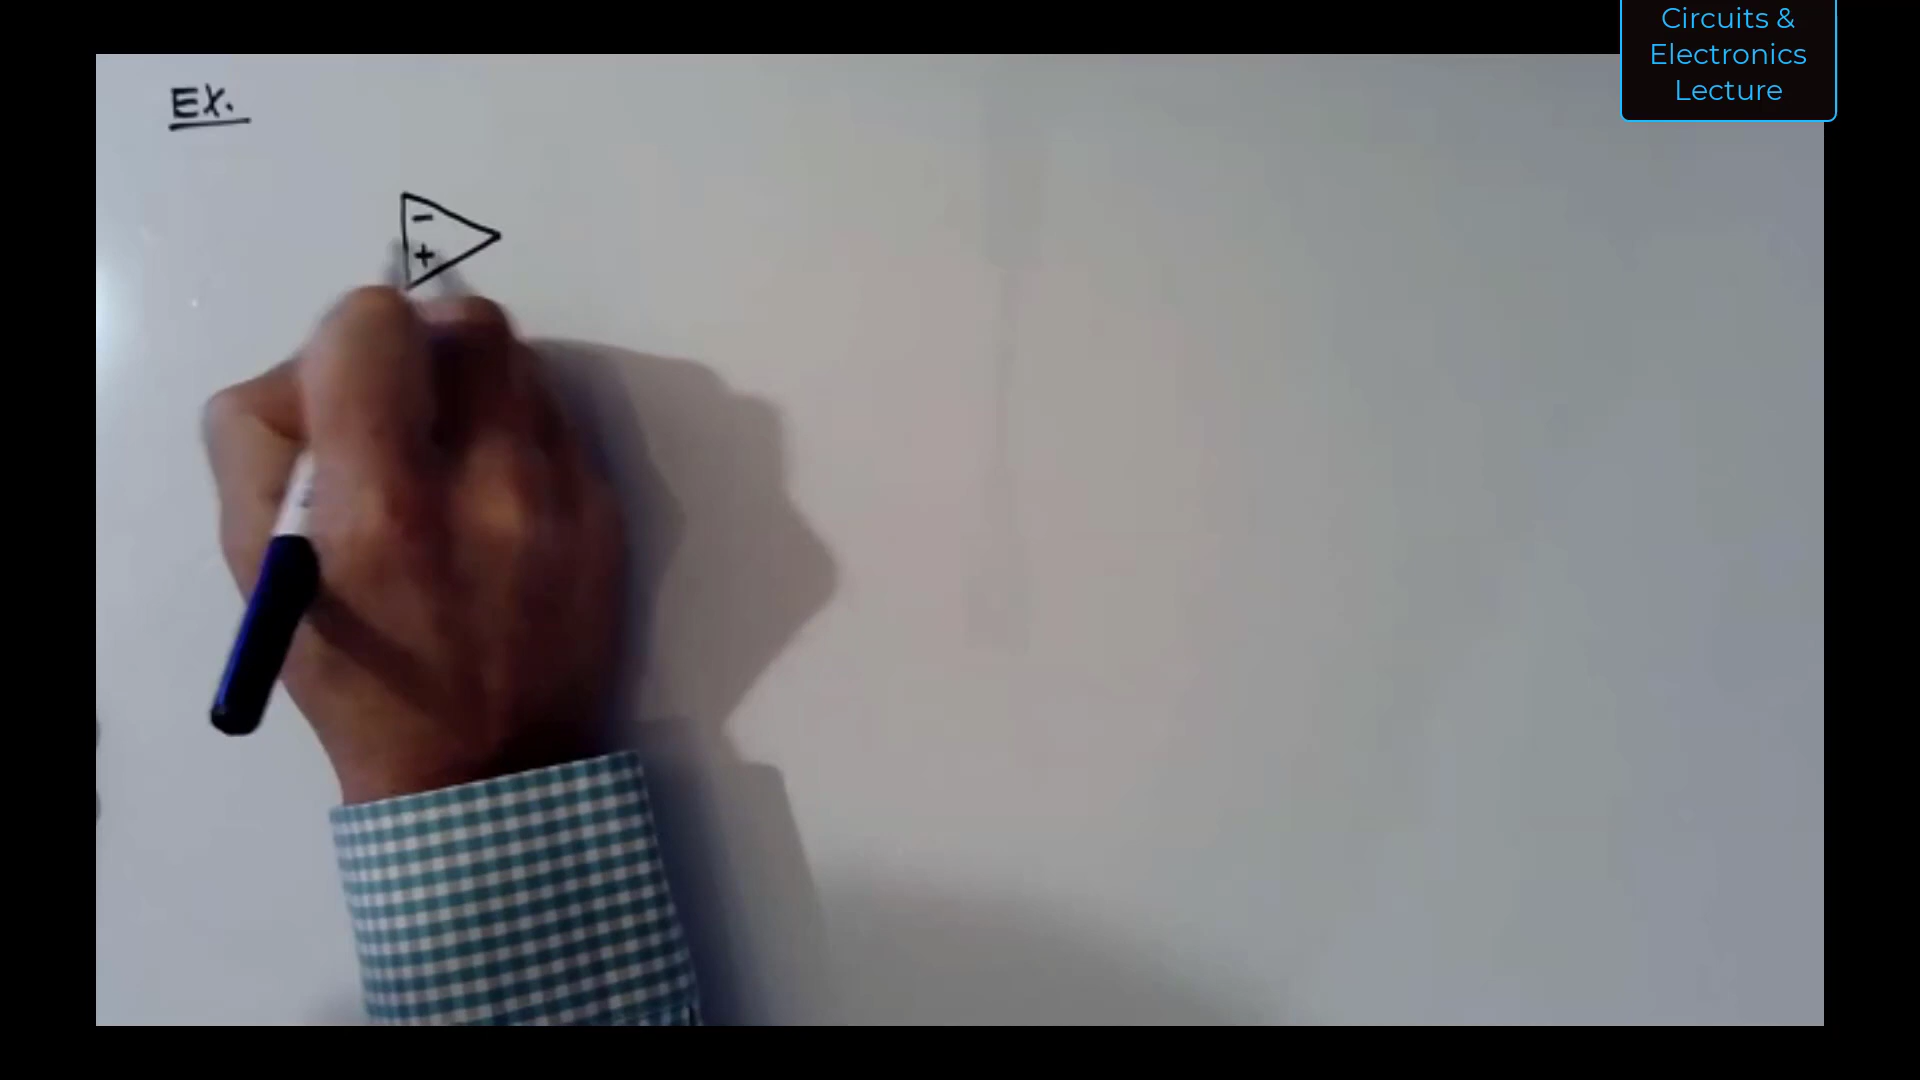 Circuits &
Electronics
Lecture
EX.
-
+